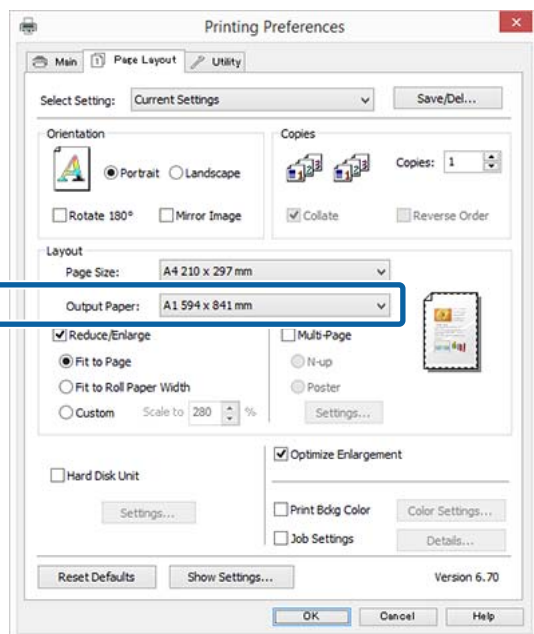 Printing Preferences
Main Page Layout Utility
Select Setting: Current Settings Save/Del...
Orientation
Portrait Landscape
Rotate 180° Mirror Image
Copies
Copies: 1
Collate Reverse Order
Layout
Page Size: A4 210 x 297 mm
Output Paper: A1 594 x 841 mm
Reduce/Enlarge
Fit to Page
Fit to Roll Paper Width
Custom Scale to 280 %
Multi-Page
N-up
Poster
Settings...
Hard Disk Unit
Settings...
Optimize Enlargement
Print Bckg Color Color Settings...
Job Settings Details...
Reset Defaults Show Settings... Version 6.70
OK Cancel Help